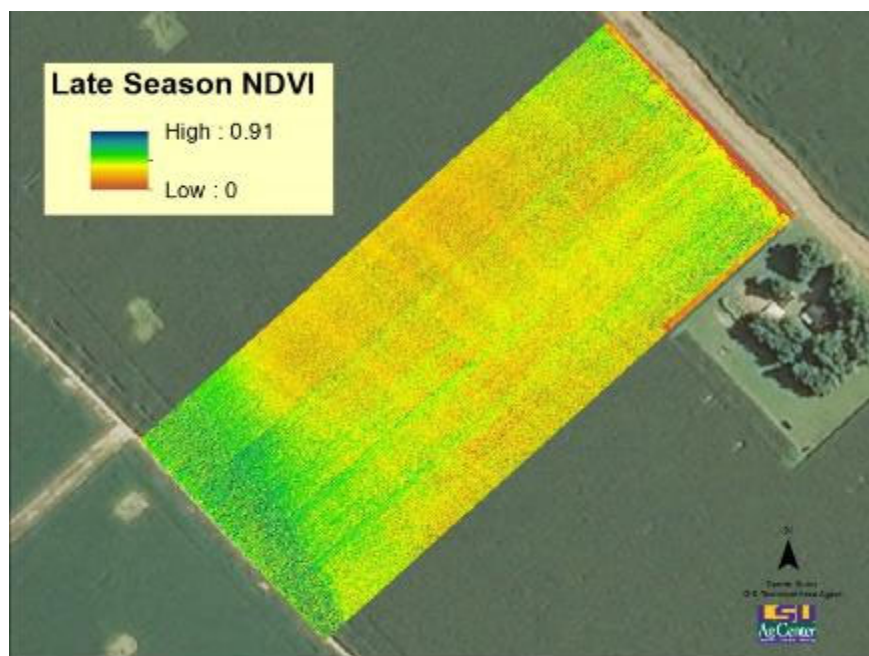 Late Season NDVI
High : 0.91
Low : 0
LSU
AgCenter